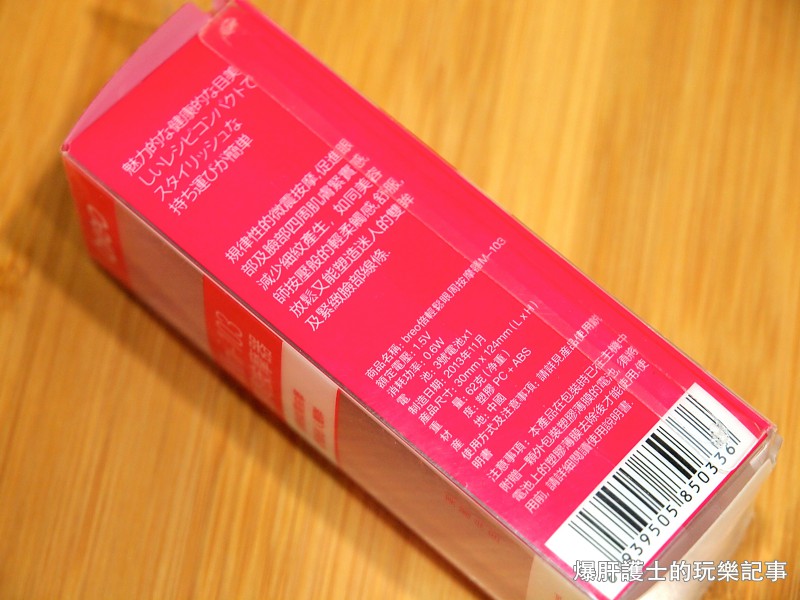 魅力的な健康的な目美
しいレシピコンパクトで
スタイリッシュな
持ち運びが簡単
規律性的微震按摩,促進眼
部及臉部四周肌膚緊實感,
減少細紋產生,如同美容
師按壓般的輕柔觸感,舒壓,
放鬆又能塑造迷人的雙眸
及緊緻臉部線條.
商品名稱: breo倍輕鬆眼周按摩器M-103
額定電壓: 1.5V
消耗功率: 0.6W
電 池: 3號電池x1
製造日期: 2013年11月
產品尺寸: 30mmX124mm(LxH)
重 量: 62克(淨重)
材 度: 塑膠PC+ABS
產 地: 中國
使用方式及注意事項: 請詳見產品使用說
明書
注意事項: 本產品在包裝時已在主機中
附贈一顆外包裝塑膠薄膜的電池, 須將
電池上的塑膠薄膜去除後才能使用,使
用前,請詳細閱讀使用說明書
939505 850336
爆肝護士的玩樂記事